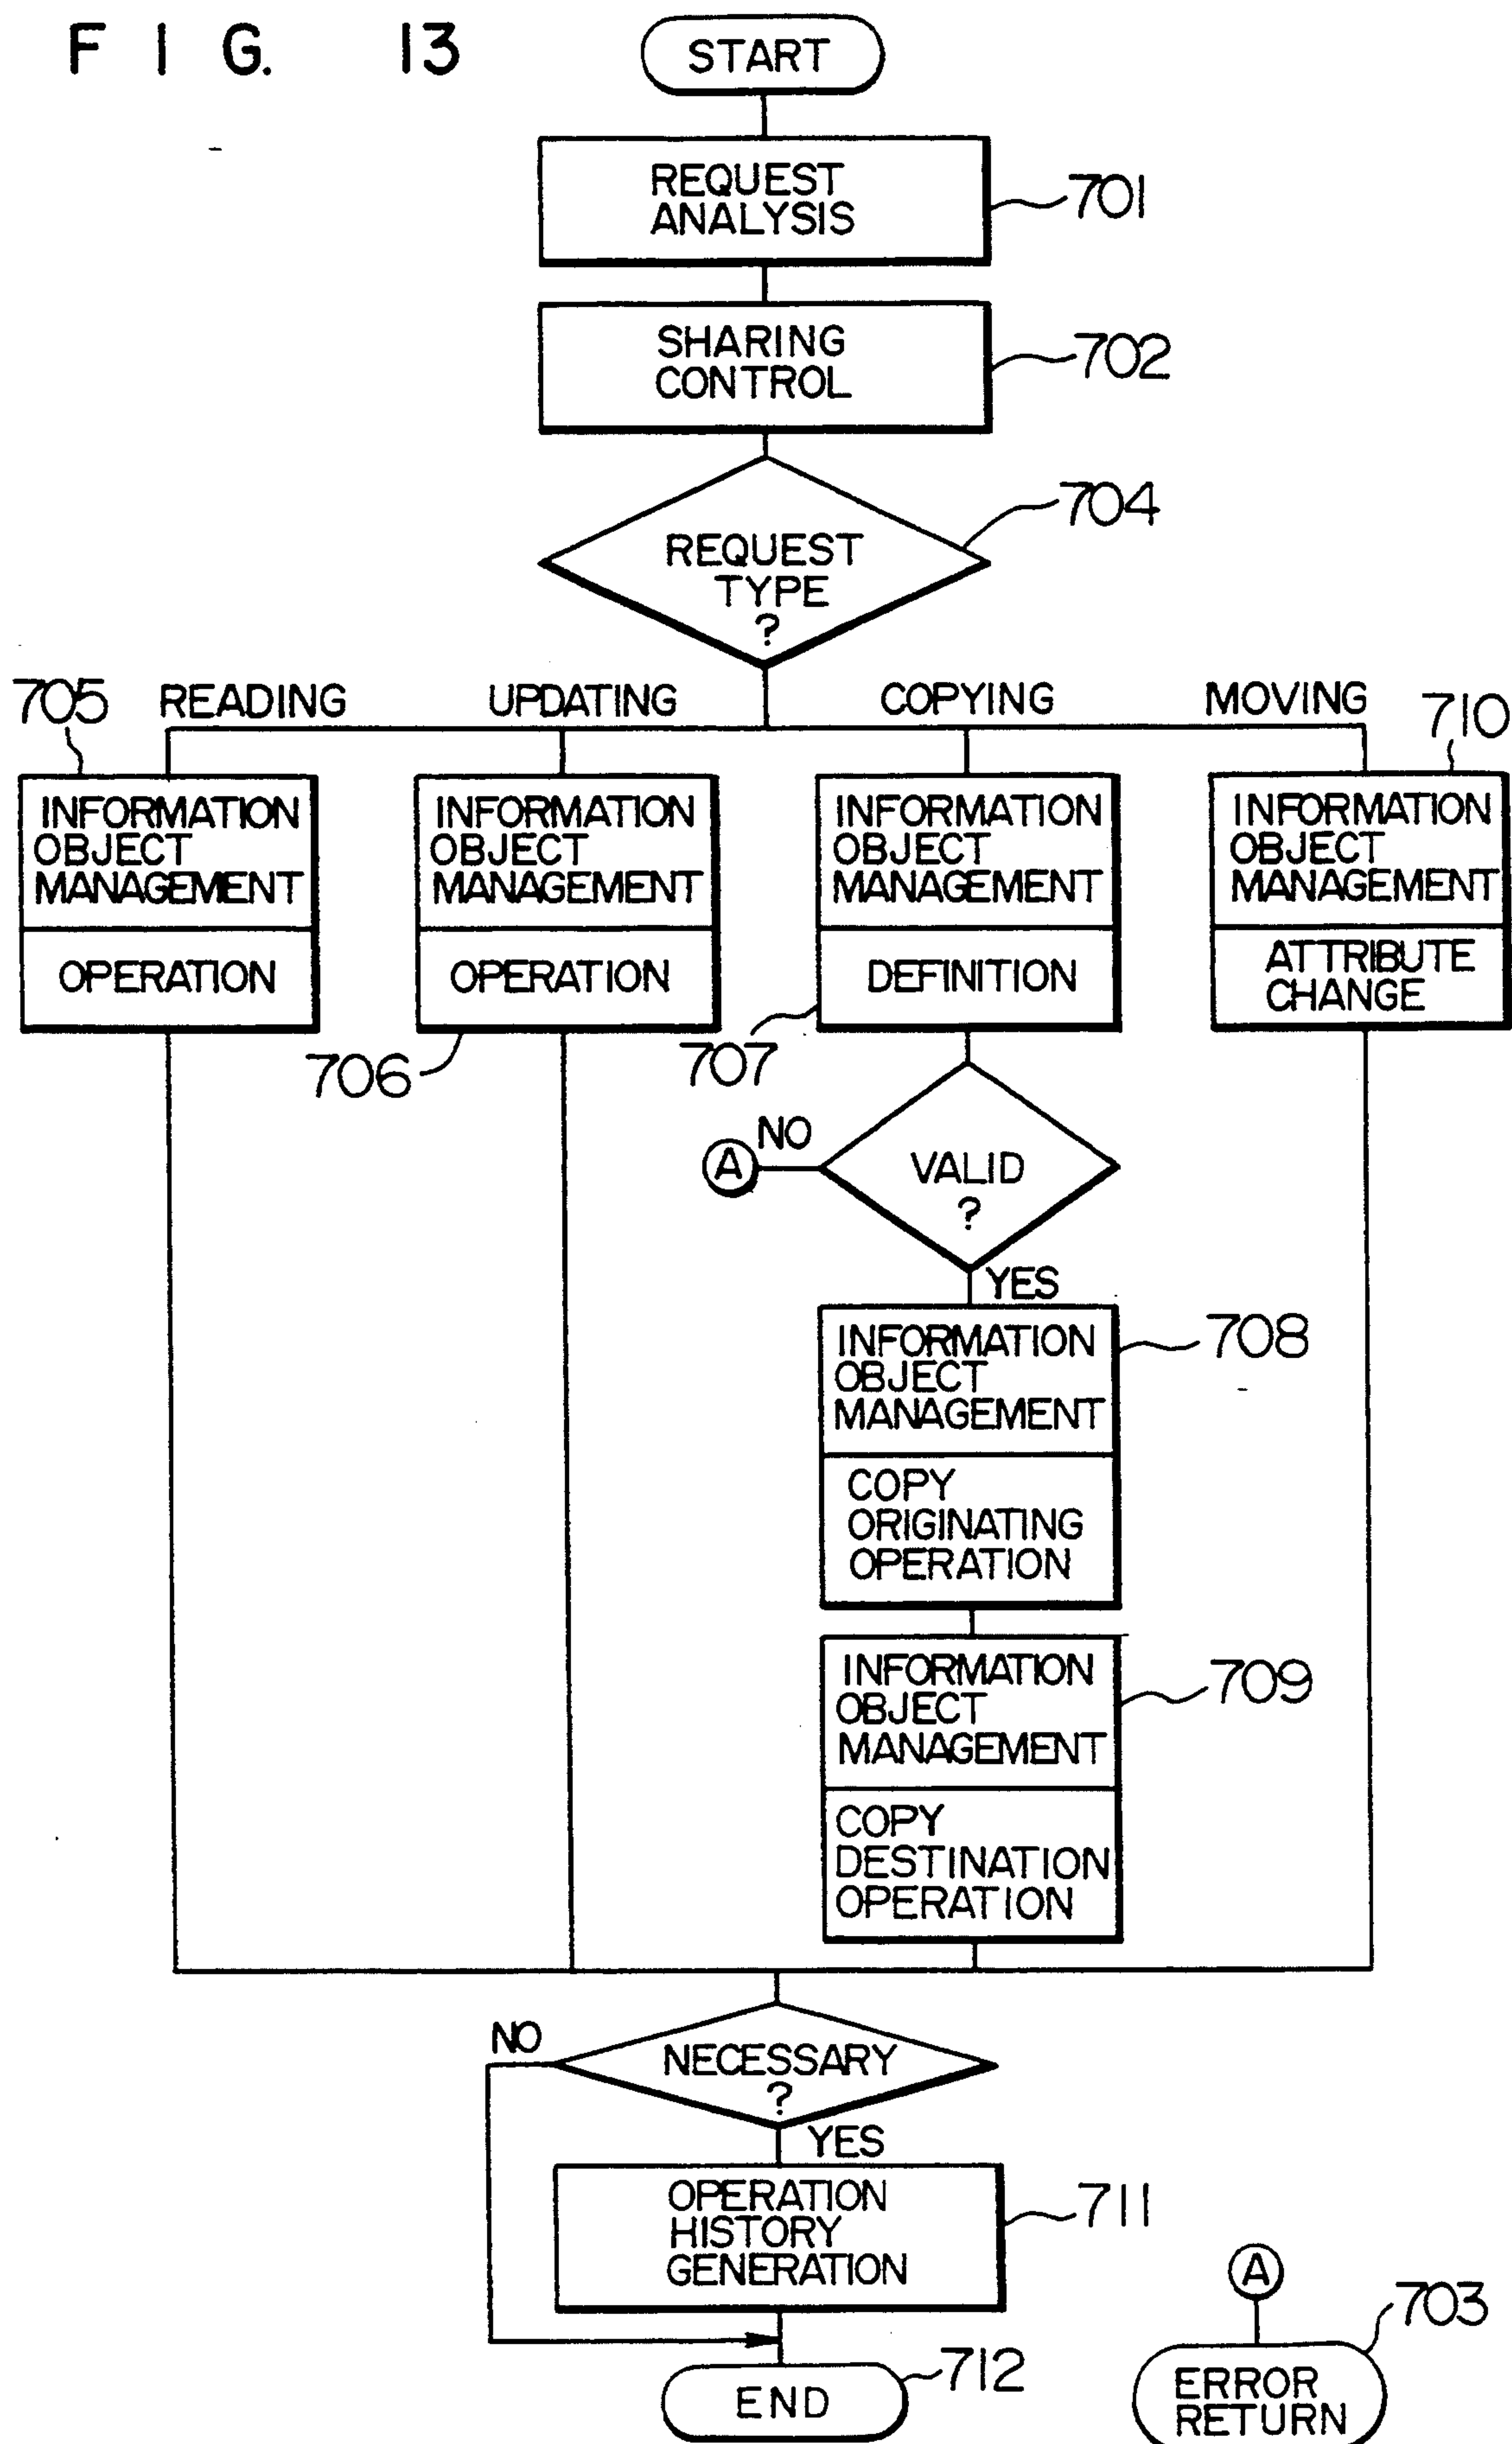 FIG. 13
START
REQUEST
ANALYSIS
701
SHARING
CONTROL
702
704
REQUEST
TYPE
?
705
READING
UPDATING
COPYING
MOVING
710
INFORMATION
OBJECT
MANAGEMENT
OPERATION
INFORMATION
OBJECT
MANAGEMENT
OPERATION
706
INFORMATION
OBJECT
MANAGEMENT
DEFINITION
707
INFORMATION
OBJECT
MANAGEMENT
ATTRIBUTE
CHANGE
A
NO
VALID
?
YES
INFORMATION
OBJECT
MANAGEMENT
708
COPY
ORIGINATING
OPERATION
INFORMATION
OBJECT
MANAGEMENT
709
COPY
DESTINATION
OPERATION
NO
NECESSARY
?
YES
OPERATION
HISTORY
GENERATION
711
END
712
A
703
ERROR
RETURN